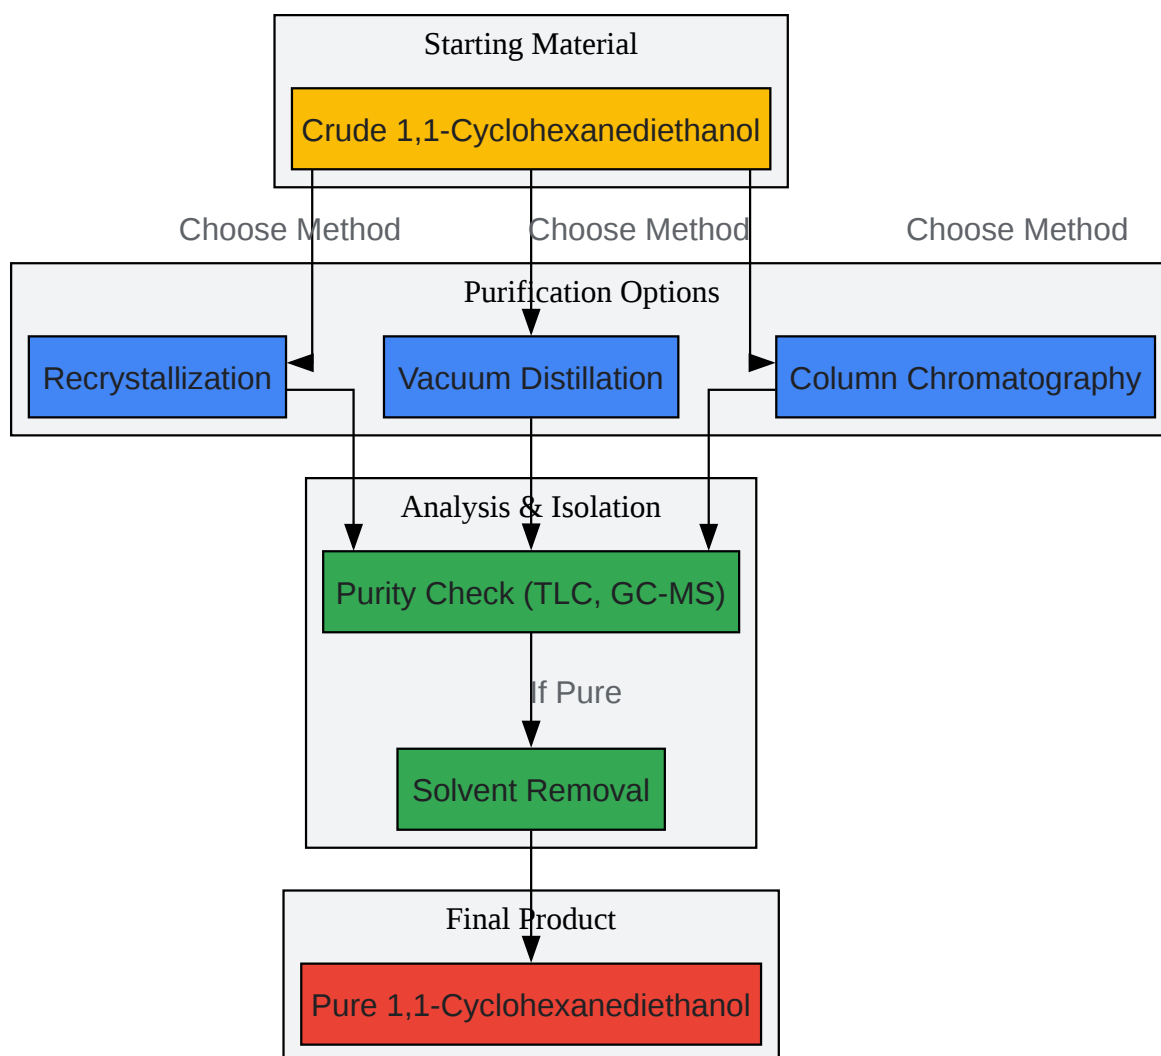 Starting Material
Crude 1,1-Cyclohexanediethanol
Choose Method
Choose Method
Choose Method
Purification Options
Recrystallization
Vacuum Distillation
Column Chromatography
Analysis & Isolation
Purity Check (TLC, GC-MS)
If Pure
Solvent Removal
Final Product
Pure 1,1-Cyclohexanediethanol